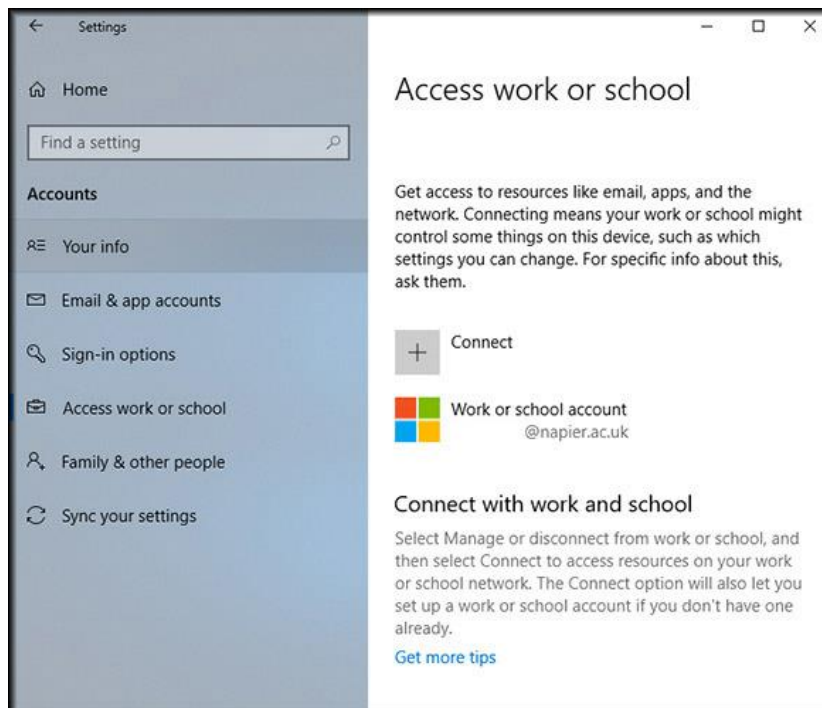 Settings
Home
Find a setting
Accounts
Your info
Email & app accounts
Sign-in options
Access work or school
Family & other people
Sync your settings
Access work or school
Get access to resources like email, apps, and the
network. Connecting means your work or school might
control some things on this device, such as which
settings you can change. For specific info about this,
ask them.
Connect
Work or school account
@napier.ac.uk
Connect with work and school
Select Manage or disconnect from work or school, and
then select Connect to access resources on your work
or school network. The Connect option will also let you
set up a work or school account if you don't have one
already.
Get more tips